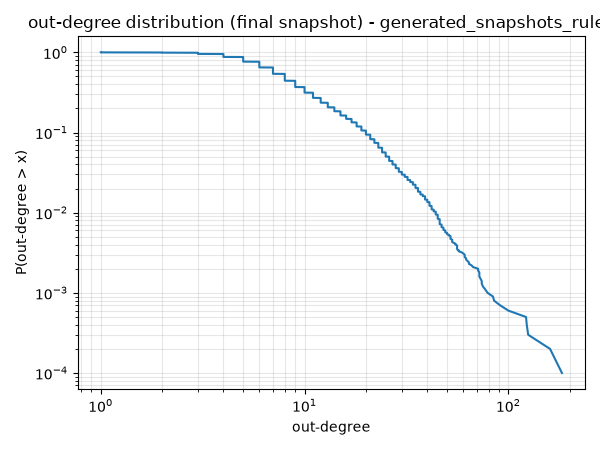 out-degree distribution (final snapshot) - generated_snapshots_rule
10⁰
10⁻¹
10⁻²
10⁻³
10⁻⁴
P(out-degree > x)
10⁰ 10¹ 10²
out-degree